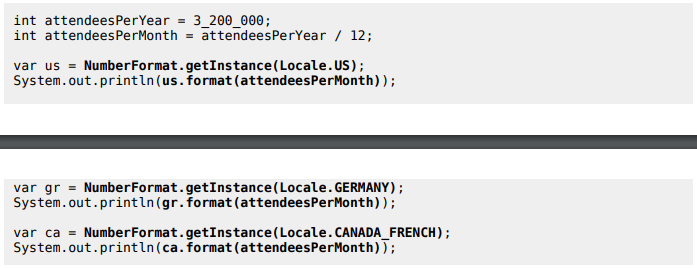 int attendeesPerYear = 3_200_000;
int attendeesPerMonth = attendeesPerYear / 12;
var us = NumberFormat.getInstance(Locale.US);
System.out.println(us.format(attendeesPerMonth));
var gr = NumberFormat.getInstance(Locale.GERMANY);
System.out.println(gr.format(attendeesPerMonth));
var ca = NumberFormat.getInstance(Locale.CANADA_FRENCH);
System.out.println(ca.format(attendeesPerMonth));